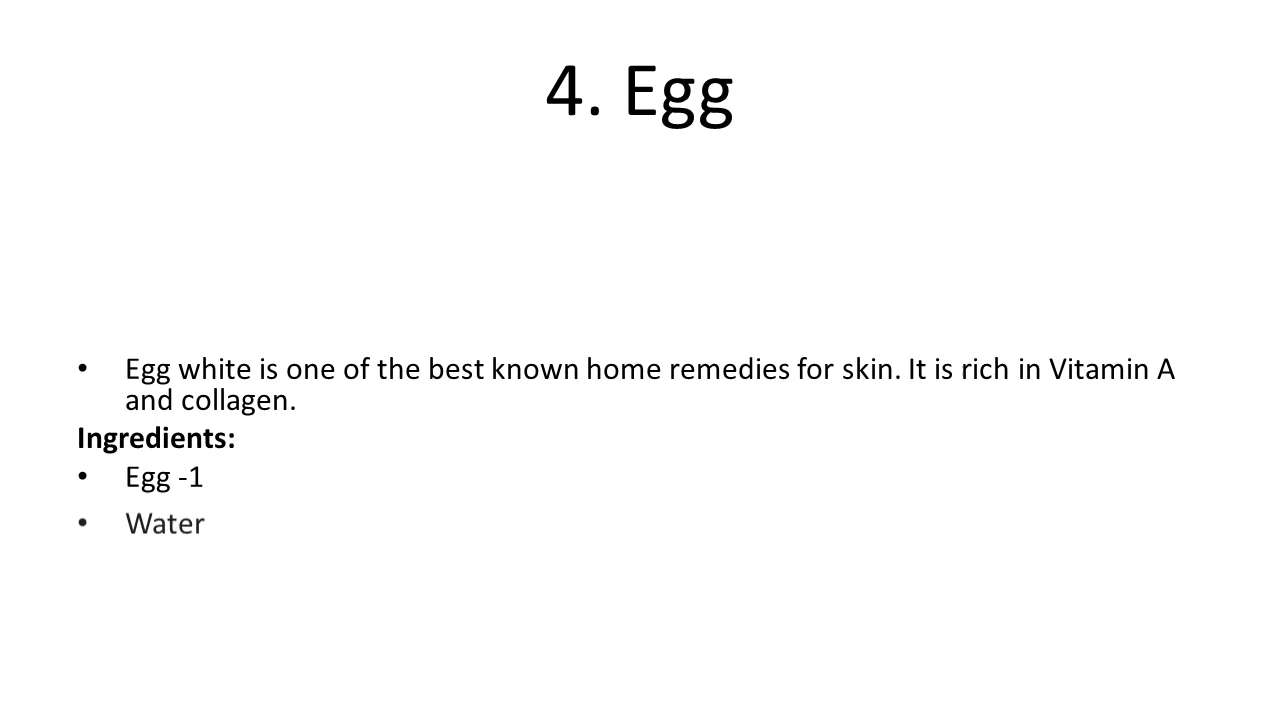 4. Egg
• Egg white is one of the best known home remedies for skin. It is rich in Vitamin A
and collagen.
Ingredients:
• Egg -1
• Water